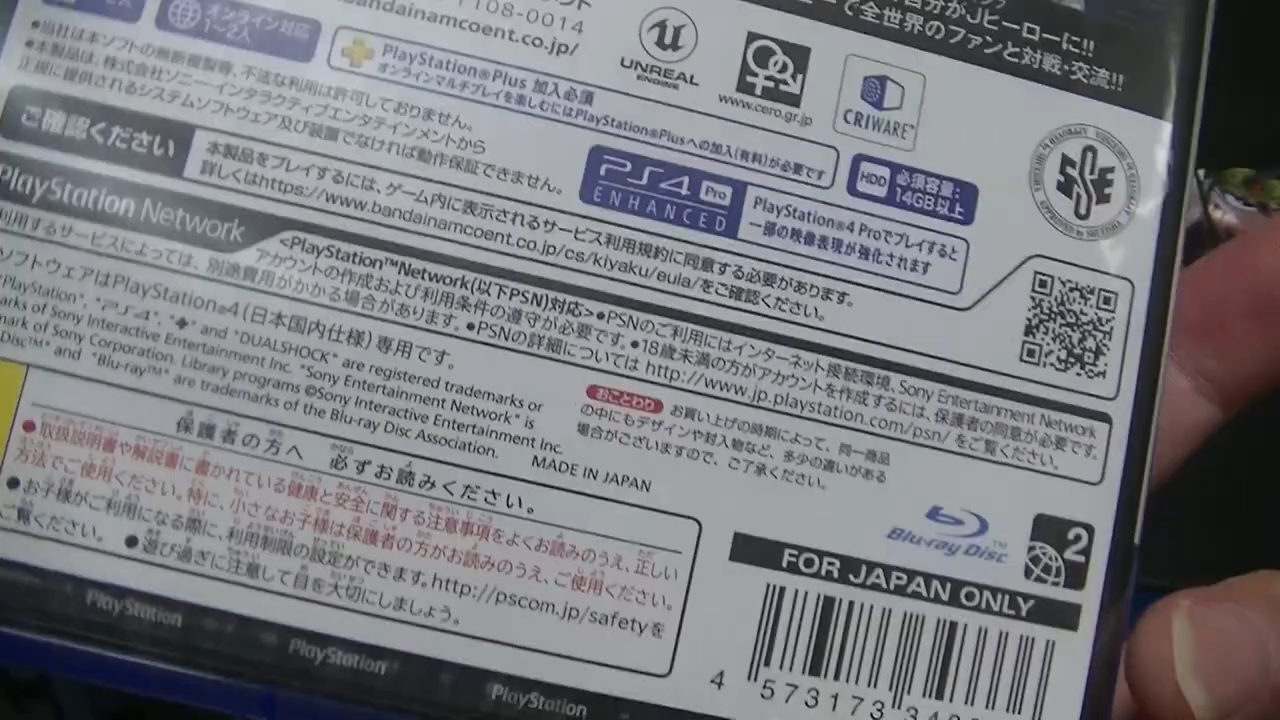 自分がJヒーローに!!
で全世界のファンと対戦・交流!!
1108-0014
bandainamcoent.co.jp/
オンライン対応
1~2人
UNREAL
ENGINE
www.cero.gr.jp
CRIWARE™
PlayStation®Plus 加入必須
オンラインマルチプレイを楽しむにはPlayStation®Plusへの加入(有料)が必要です
●当社は本ソフトの無断複製等、不法な利用は許可しておりません。
●本製品は、株式会社ソニー・インタラクティブエンタテインメントから
正規に提供されるシステムソフトウェア及び装置でなければ動作保証できません。
PS4 Pro
ENHANCED
PlayStation®4 Proでプレイすると
一部の映像表現が強化されます
HDD 必須容量:
14GB以上
ご確認ください
本製品をプレイするには、ゲーム内に表示されるサービス利用規約に同意する必要があります。
詳しくはhttps://www.bandainamcoent.co.jp/cs/kiyaku/eula/をご確認ください。
PlayStation Network
<PlayStation™Network(以下PSN)対応>●PSNのご利用にはインターネット接続環境、Sony Entertainment Network
アカウントの作成および利用条件の遵守が必要です。●18歳未満の方がアカウントを作成するには、保護者の同意が必要です。
利用するサービスによっては、別途費用がかかる場合があります。●PSNの詳細については http://www.jp.playstation.com/psn/ をご覧ください。
ソフトウェアはPlayStation®4(日本国内仕様)専用です。
"PlayStation", "PS4", and "DUALSHOCK" are registered trademarks or
marks of Sony Interactive Entertainment Inc. "Sony Entertainment Network" is
mark of Sony Corporation. Library programs ©Sony Interactive Entertainment Inc.
Disc™ and "Blu-ray™" are trademarks of the Blu-ray Disc Association.
MADE IN JAPAN
おことわり お買い上げの時期によって、同一商品
の中にもデザインや封入物など、多少の違いがある
場合がございますので、ご了承ください。
保護者の方へ 必ずお読みください。
●取扱説明書や解説書に書かれている健康と安全に関する注意事項をよくお読みのうえ、正しい
方法でご使用ください。特に、小さなお子様は保護者の方がお読みのうえ、ご使用ください。
●お子様がご利用になる際に、利用制限の設定ができます。http://pscom.jp/safetyを
ご覧ください。 ●遊び過ぎに注意して目を大切にしましょう。
Blu-ray Disc™
2
FOR JAPAN ONLY
4 573173
PlayStation
PlayStation
PlayStation